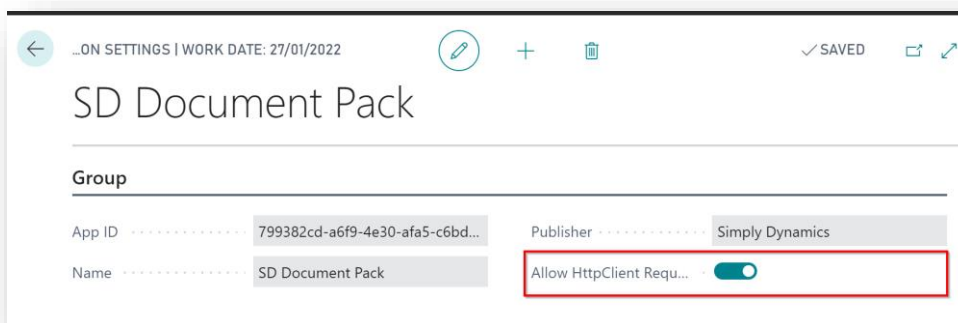 ...ON SETTINGS | WORK DATE: 27/01/2022
✓ SAVED
SD Document Pack
Group
App ID
799382cd-a6f9-4e30-afa5-c6bd...
Publisher
Simply Dynamics
Name
SD Document Pack
Allow HttpClient Requ...